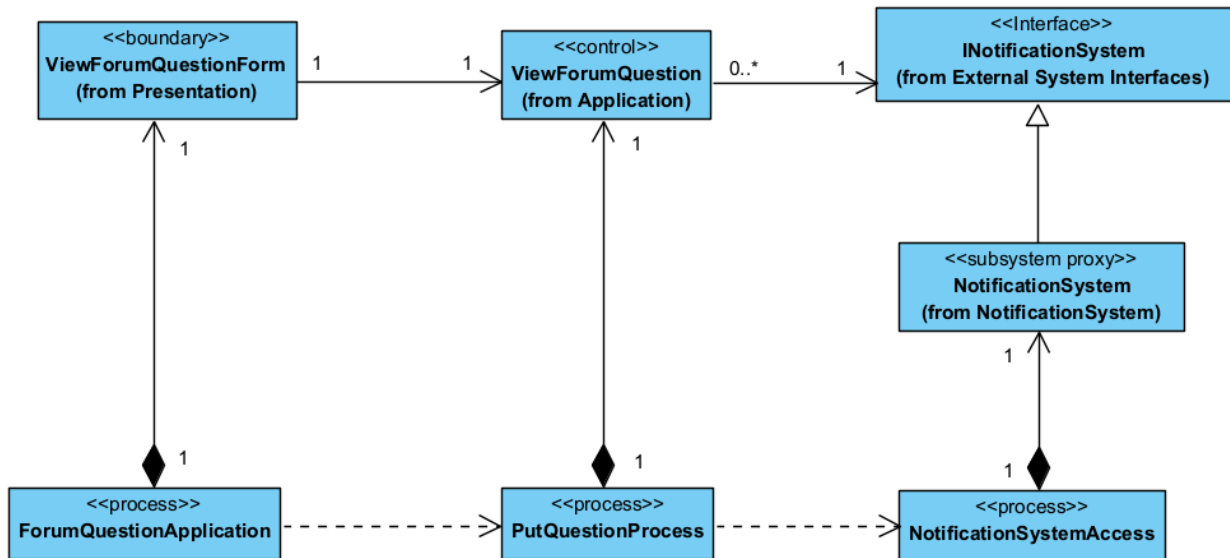 <<boundary>>
ViewForumQuestionForm
(from Presentation)
1
1
<<control>>
ViewForumQuestion
(from Application)
0..*
1
<<Interface>>
INotificationSystem
(from External System Interfaces)
1
1
<<subsystem proxy>>
NotificationSystem
(from NotificationSystem)
1
1
1
1
<<process>>
ForumQuestionApplication
<<process>>
PutQuestionProcess
<<process>>
NotificationSystemAccess